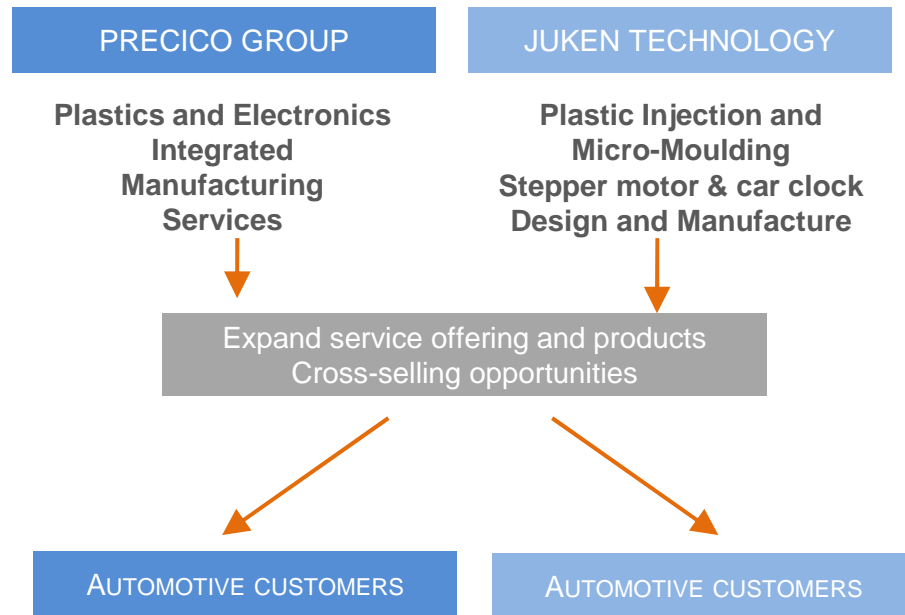 PRECICO GROUP
JUKEN TECHNOLOGY
Plastics and Electronics
Integrated
Manufacturing
Services
Plastic Injection and
Micro-Moulding
Stepper motor & car clock
Design and Manufacture
Expand service offering and products
Cross-selling opportunities
AUTOMOTIVE CUSTOMERS
AUTOMOTIVE CUSTOMERS